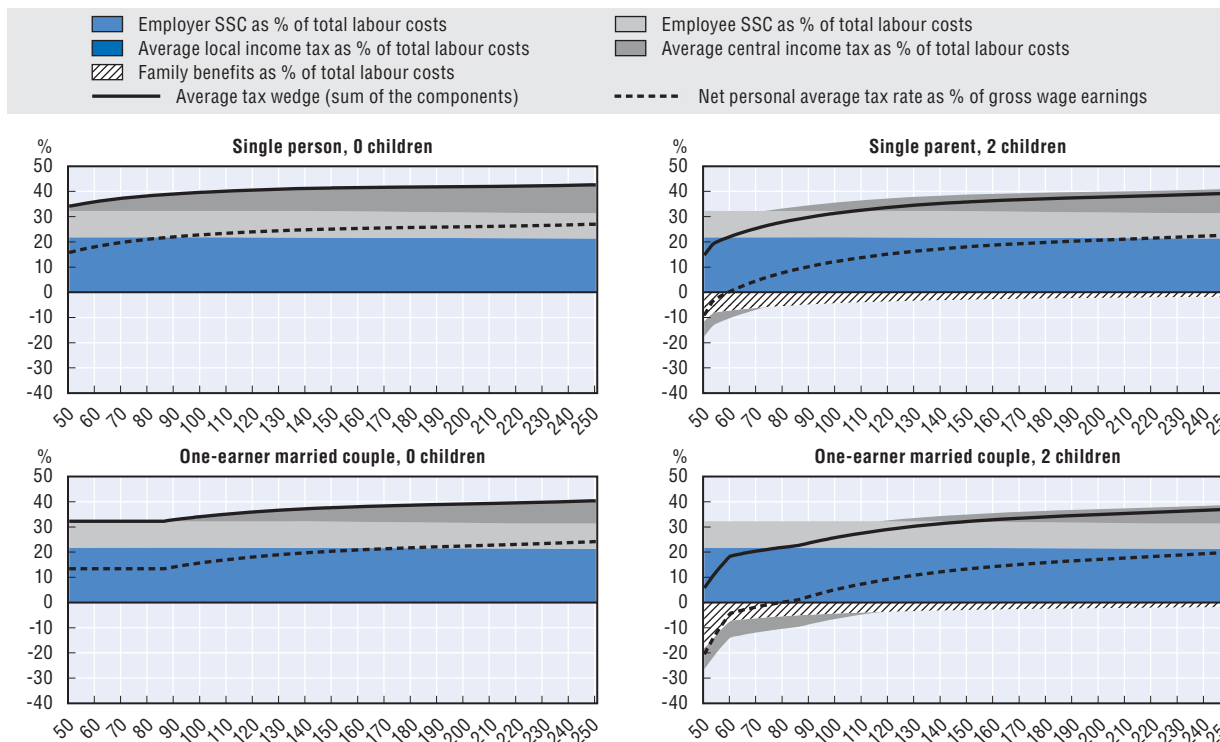 Employer SSC as % of total labour costs
Employee SSC as % of total labour costs
Average local income tax as % of total labour costs
Average central income tax as % of total labour costs
Family benefits as % of total labour costs
Average tax wedge (sum of the components)
Net personal average tax rate as % of gross wage earnings
%
Single person, 0 children
50
40
30
20
10
0
-10
-20
-30
-40
50 60 70 80 90 100 110 120 130 140 150 160 170 180 190 200 210 220 230 240 250
%
Single parent, 2 children
50
40
30
20
10
0
-10
-20
-30
-40
50 60 70 80 90 100 110 120 130 140 150 160 170 180 190 200 210 220 230 240
%
One-earner married couple, 0 children
50
40
30
20
10
0
-10
-20
-30
-40
50 60 70 80 90 100 110 120 130 140 150 160 170 180 190 200 210 220 230 240 250
%
One-earner married couple, 2 children
50
40
30
20
10
0
-10
-20
-30
-40
50 60 70 80 90 100 110 120 130 140 150 160 170 180 190 200 210 220 230 240